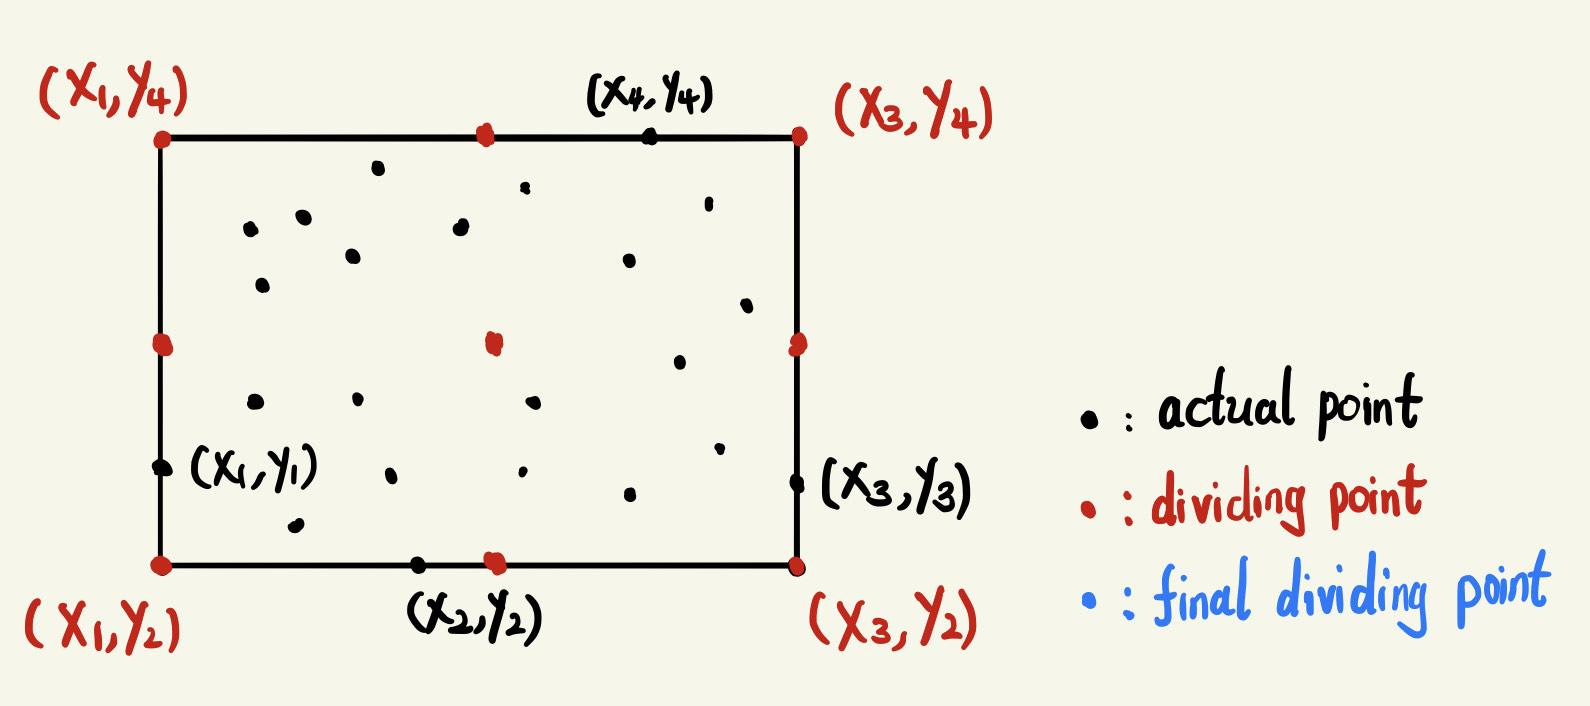 (X₁, Y₄)
(X₄, Y₄)
(X₃, Y₄)
(X₁, Y₁)
(X₃, Y₃)
(X₁, Y₂)
(X₂, Y₂)
(X₃, Y₂)
: actual point
: dividing point
: final dividing point